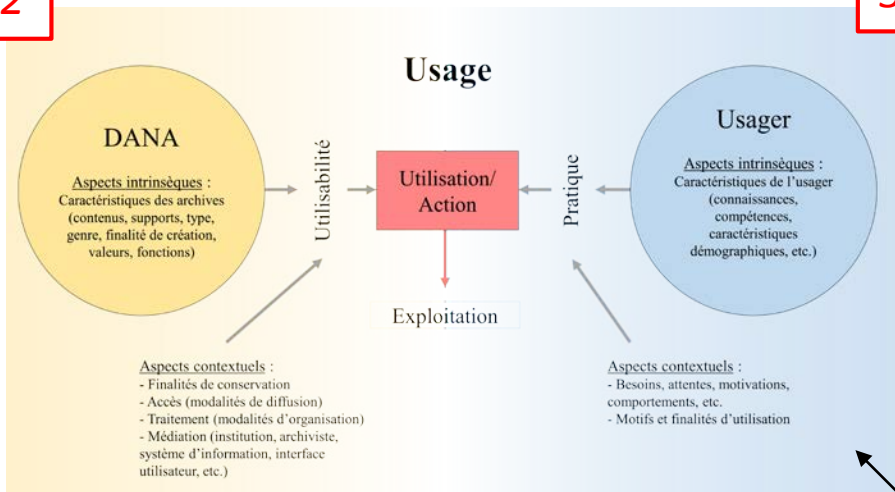 2
Usage
DANA
Aspects intrinsèques :
Caractéristiques des archives
(contenus, supports, type,
genre, finalité de création,
valeurs, fonctions)
Utilisabilité
Utilisation/
Action
Exploitation
Pratique
Usager
Aspects intrinsèques :
Caractéristiques de l’usager
(connaissances,
compétences,
caractéristiques
démographiques, etc.)
Aspects contextuels :
- Finalités de conservation
- Accès (modalités de diffusion)
- Traitement (modalités d’organisation)
- Médiation (institution, archiviste,
système d’information, interface
utilisateur, etc.)
Aspects contextuels :
- Besoins, attentes, motivations,
comportements, etc.
- Motifs et finalités d’utilisation